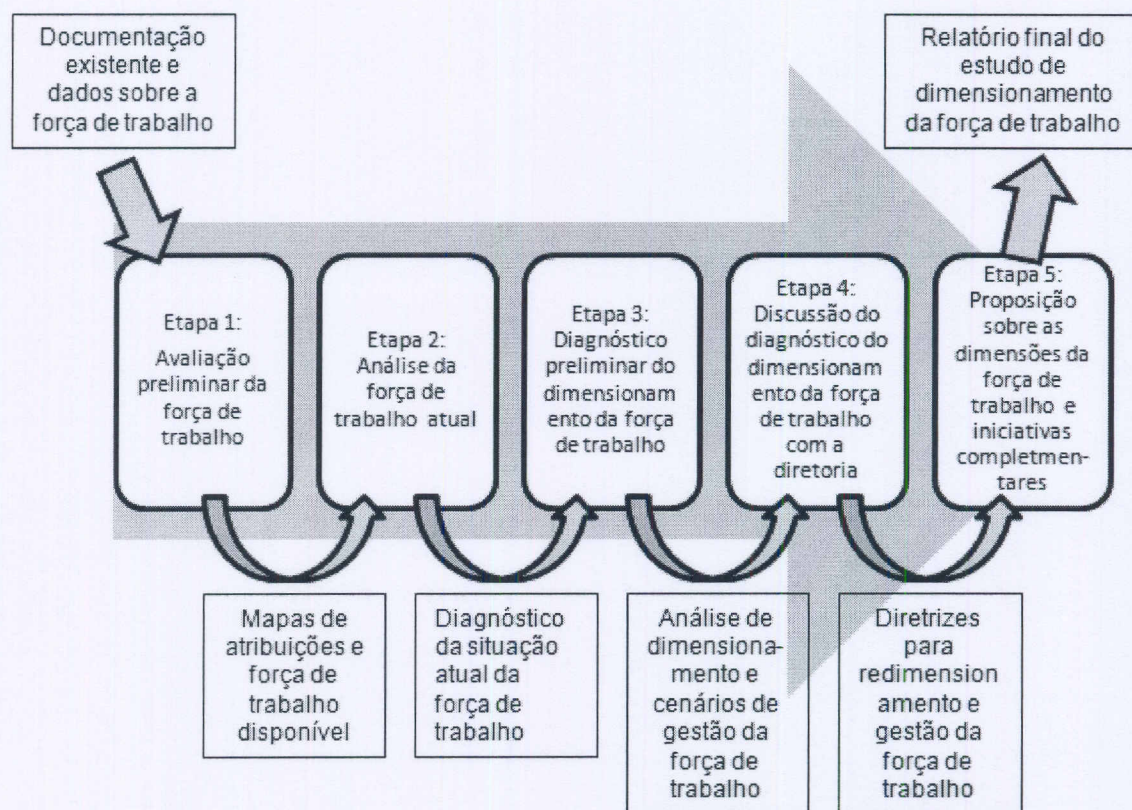 Documentação
existente e
dados sobre a
força de trabalho
Relatório final do
estudo de
dimensionamento
da força de trabalho
Etapa 1:
Avaliação
preliminar da
força de
trabalho
Etapa 2:
Análise da
força de
trabalho atual
Etapa 3:
Diagnóstico
preliminar do
dimensionam
ento da força
de trabalho
Etapa 4:
Discussão do
diagnóstico do
dimensionam
ento da força
de trabalho
com a
diretoria
Etapa 5:
Proposição
sobre as
dimensões da
força de
trabalho e
iniciativas
completmen-
tares
Mapas de
atribuições e
força de
trabalho
disponível
Diagnóstico
da situação
atual da
força de
trabalho
Análise de
dimensiona-
mento e
cenários de
gestão da
força de
trabalho
Diretrizes
para
redimension
amento e
gestão da
força de
trabalho